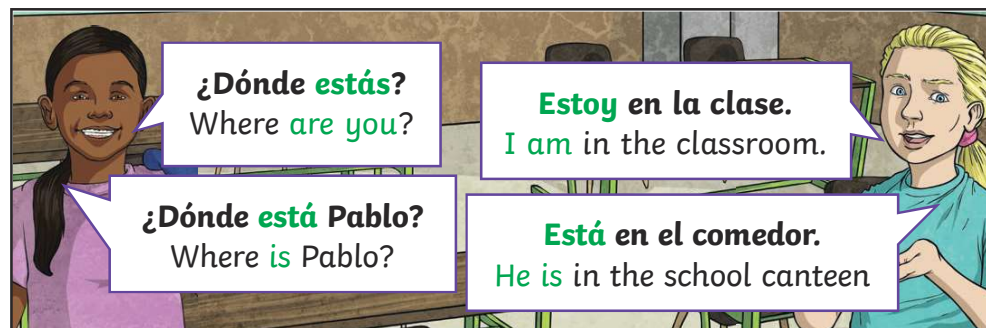 ¿Dónde estás?
Where are you?
Estoy en la clase.
I am in the classroom.
¿Dónde está Pablo?
Where is Pablo?
Está en el comedor.
He is in the school canteen